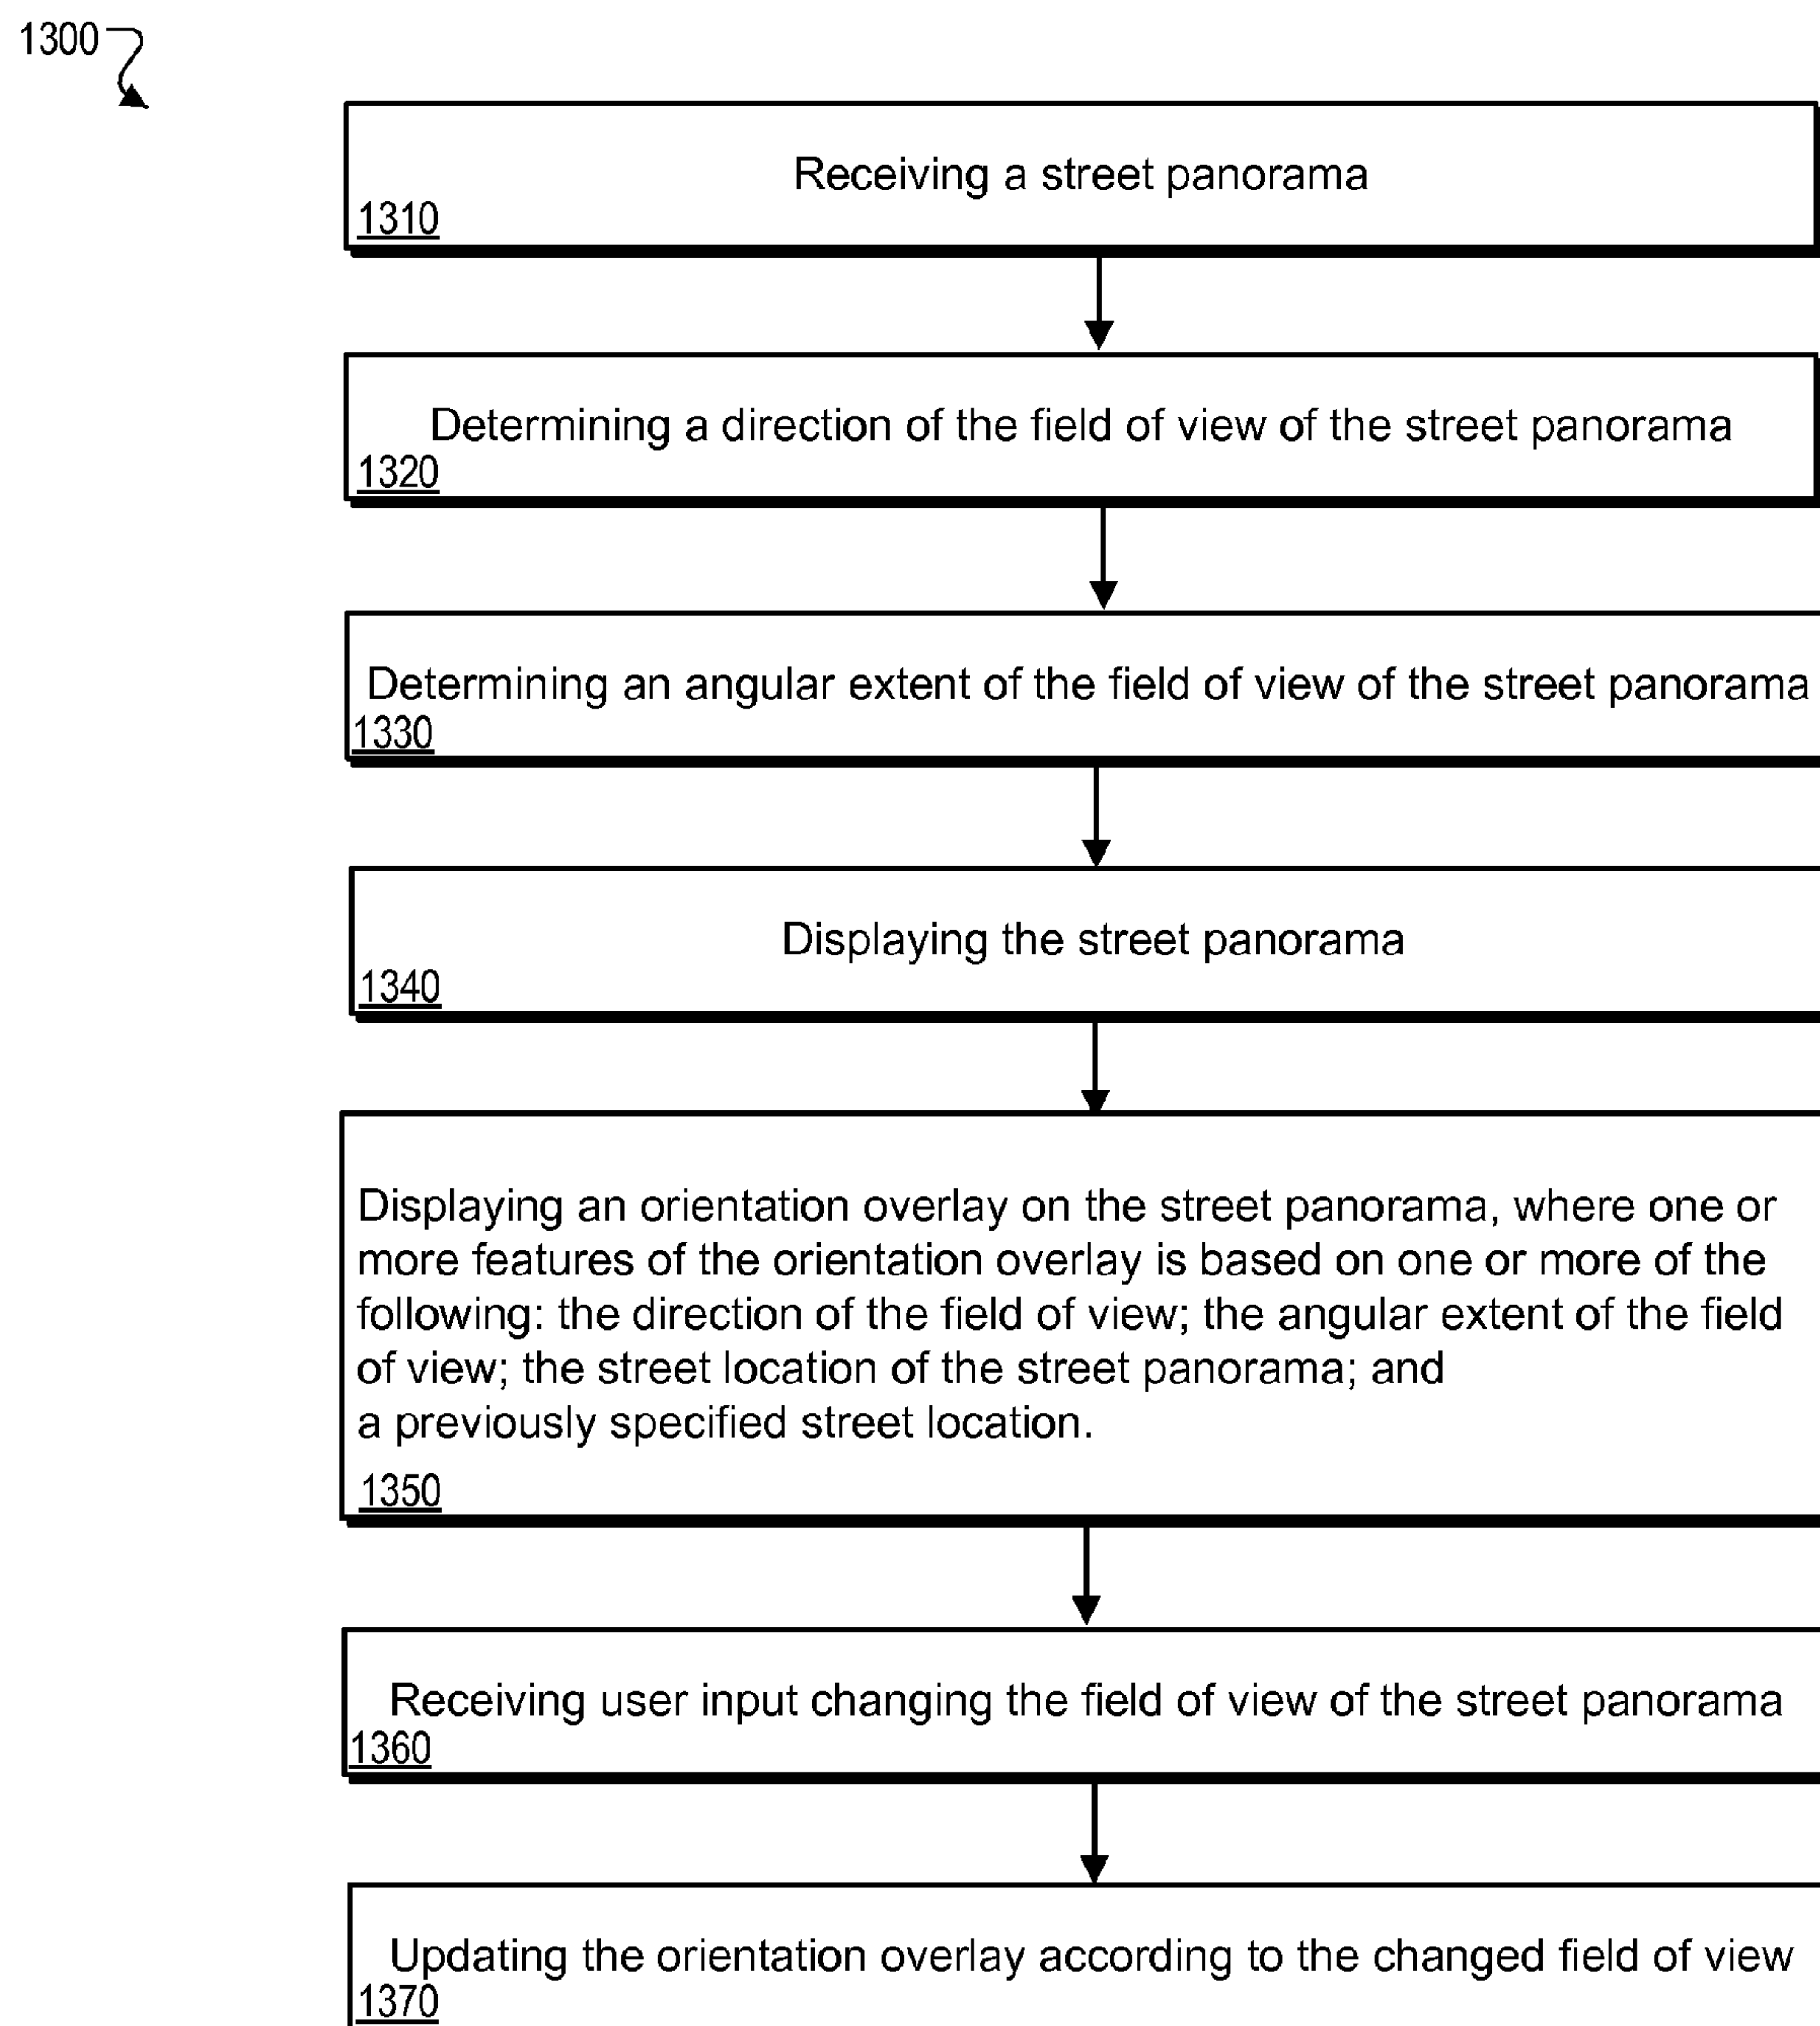 1300
Receiving a street panorama
1310
Determining a direction of the field of view of the street panorama
1320
Determining an angular extent of the field of view of the street panorama
1330
Displaying the street panorama
1340
Displaying an orientation overlay on the street panorama, where one or
more features of the orientation overlay is based on one or more of the
following: the direction of the field of view; the angular extent of the field
of view; the street location of the street panorama; and
a previously specified street location.
1350
Receiving user input changing the field of view of the street panorama
1360
Updating the orientation overlay according to the changed field of view
1370